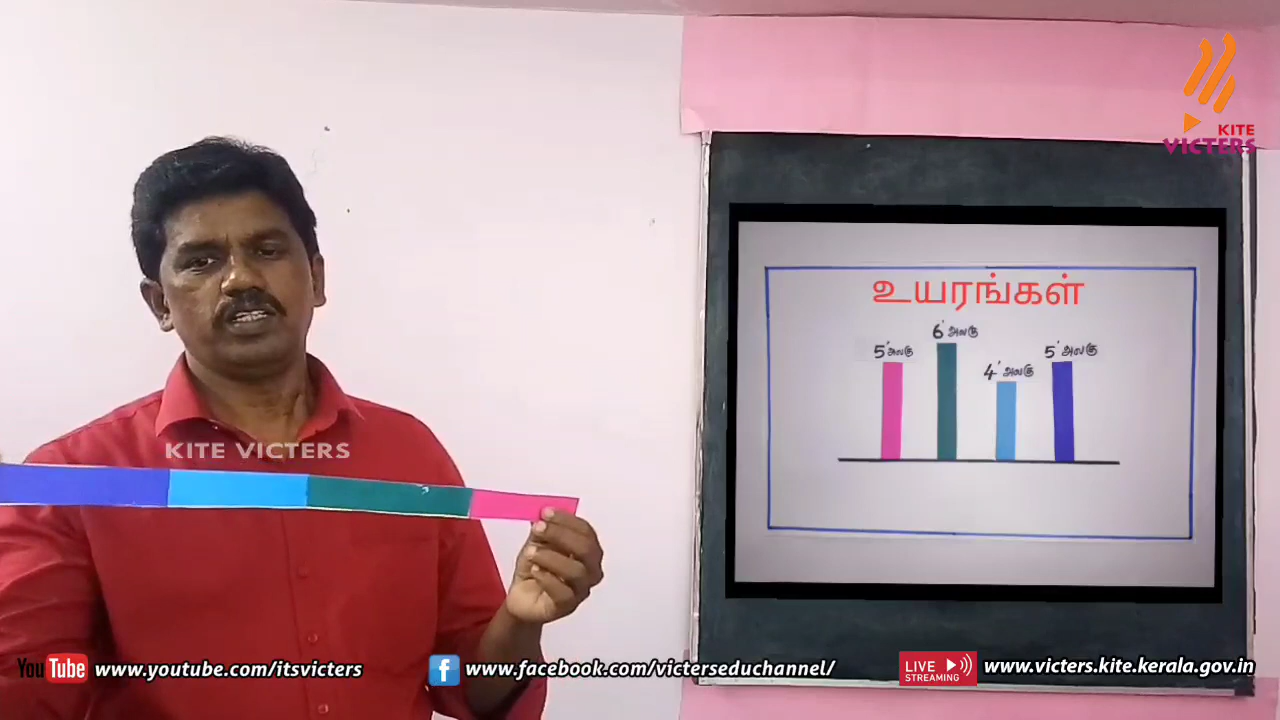 KITE
VICTERS
உயரங்கள்
6' அலகு
5' அலகு
4' அலகு
5' அலகு
KITE VICTERS
YouTube www.youtube.com/itsvicters
f www.facebook.com/victerseduchannel/
LIVE STREAMING www.victers.kite.kerala.gov.in